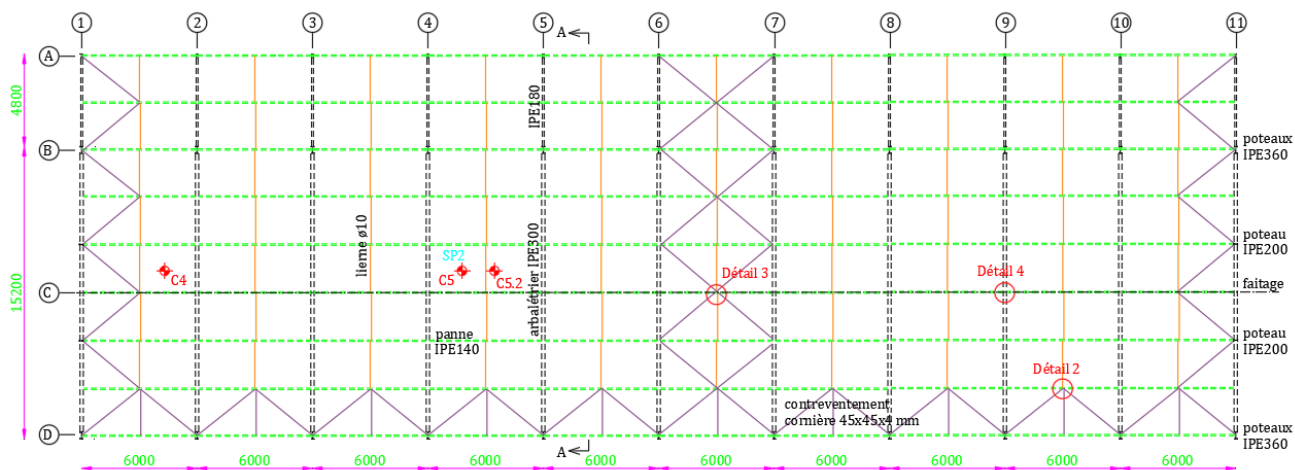 1 2 3 4 5 6 7 8 9 10 11
A
A
4800
IPE180
B
poteaux
IPE360
15200
lierne ø10
SP2
C4
C5
C5.2
arbalétrier IPE300
poteau
IPE200
Détail 3
Détail 4
C
faitage
panne
IPE140
poteau
IPE200
Détail 2
contreventement
cornière 45x45x4 mm
D
poteaux
IPE360
A
6000 6000 6000 6000 6000 6000 6000 6000 6000 6000